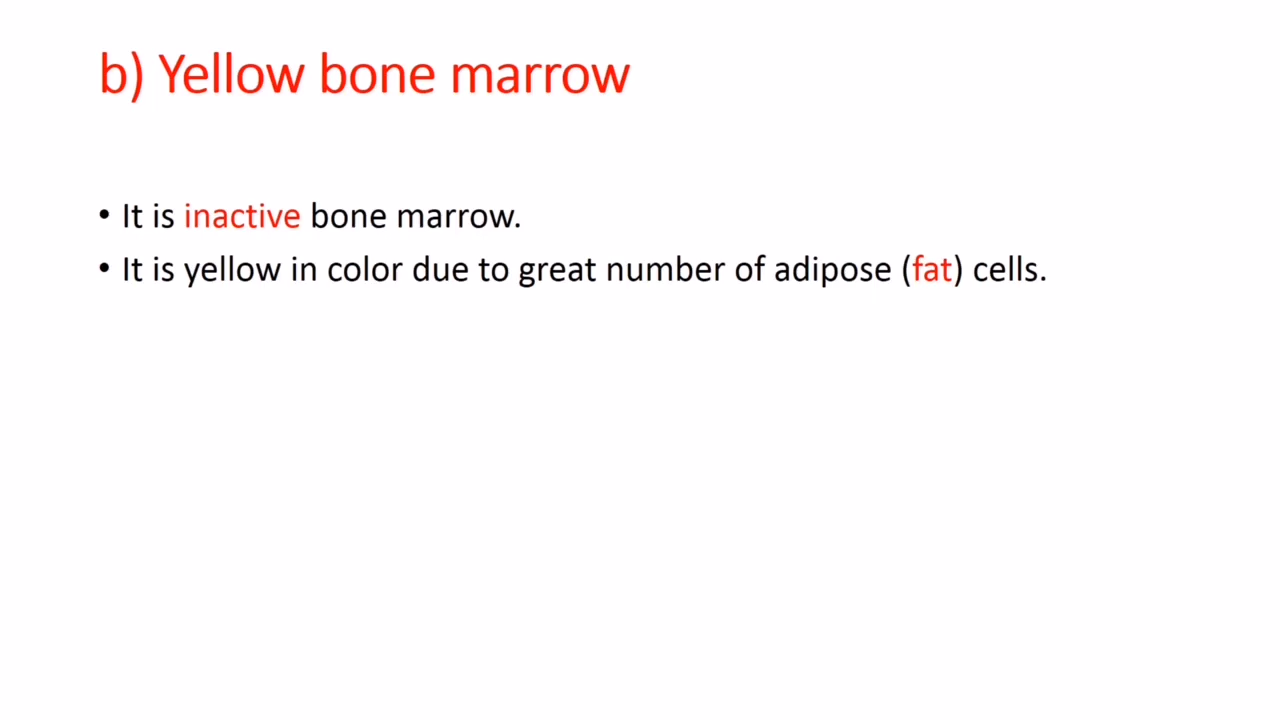 b) Yellow bone marrow
• It is inactive bone marrow.
• It is yellow in color due to great number of adipose (fat) cells.